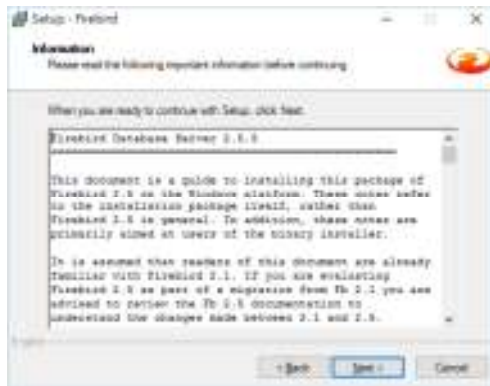 Setup - Firebird
Information
Please read the following important information before continuing.
When you are ready to continue with Setup, click Next.
Firebird Database Server 2.5.5
This document is a guide to installing this package of
Firebird 2.5 on the Windows platform. These notes refer
to the installation package itself, rather than
Firebird 2.5 in general. In addition, these notes are
primarily aimed at users of the binary installer.
It is assumed that readers of this document are already
familiar with Firebird 2.1. If you are evaluating
Firebird 2.5 as part of a migration from Fb 2.1 you are
advised to review the Fb 2.5 documentation to
understand the changes made between 2.1 and 2.5.
< Back
Next >
Cancel